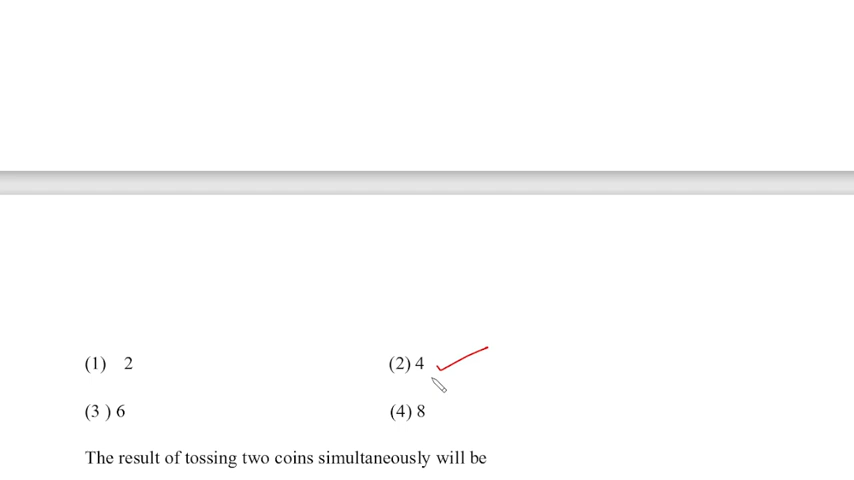 (1) 2 (2) 4
(3 ) 6 (4) 8
The result of tossing two coins simultaneously will be